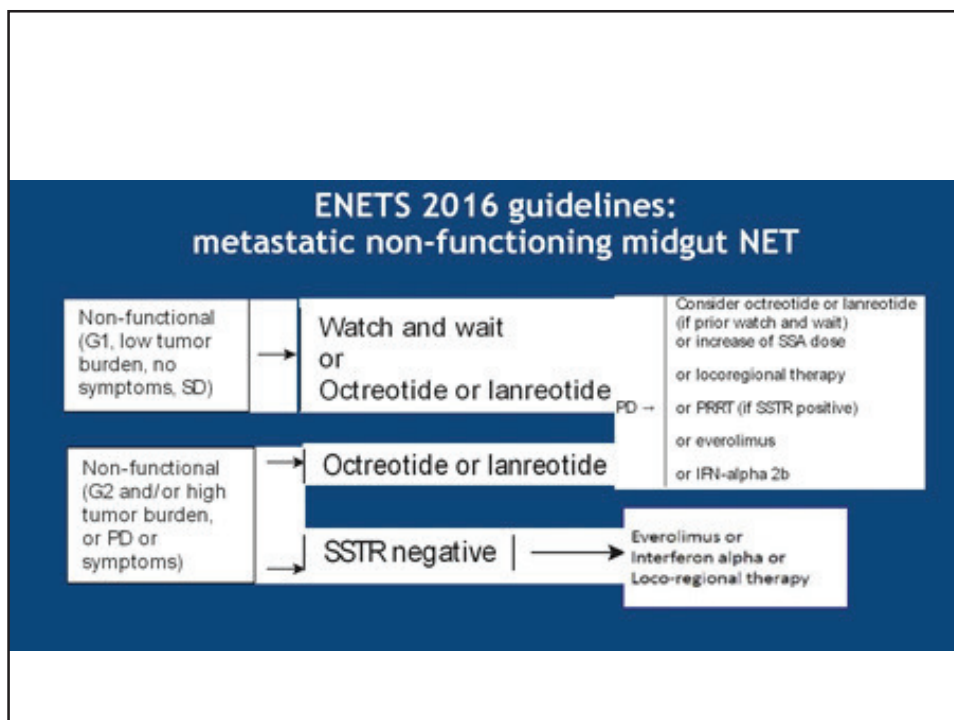 ENETS 2016 guidelines:
metastatic non-functioning midgut NET
Non-functional
(G1, low tumor
burden, no
symptoms, SD)
→
Watch and wait
or
Octreotide or lanreotide
PD →
Consider octreotide or lanreotide
(if prior watch and wait)
or increase of SSA dose
or locoregional therapy
or PRRT (if SSTR positive)
or everolimus
or IFN-alpha 2b
Non-functional
(G2 and/or high
tumor burden,
or PD or
symptoms)
→
Octreotide or lanreotide
→
SSTR negative
→
Everolimus or
Interferon alpha or
Loco-regional therapy